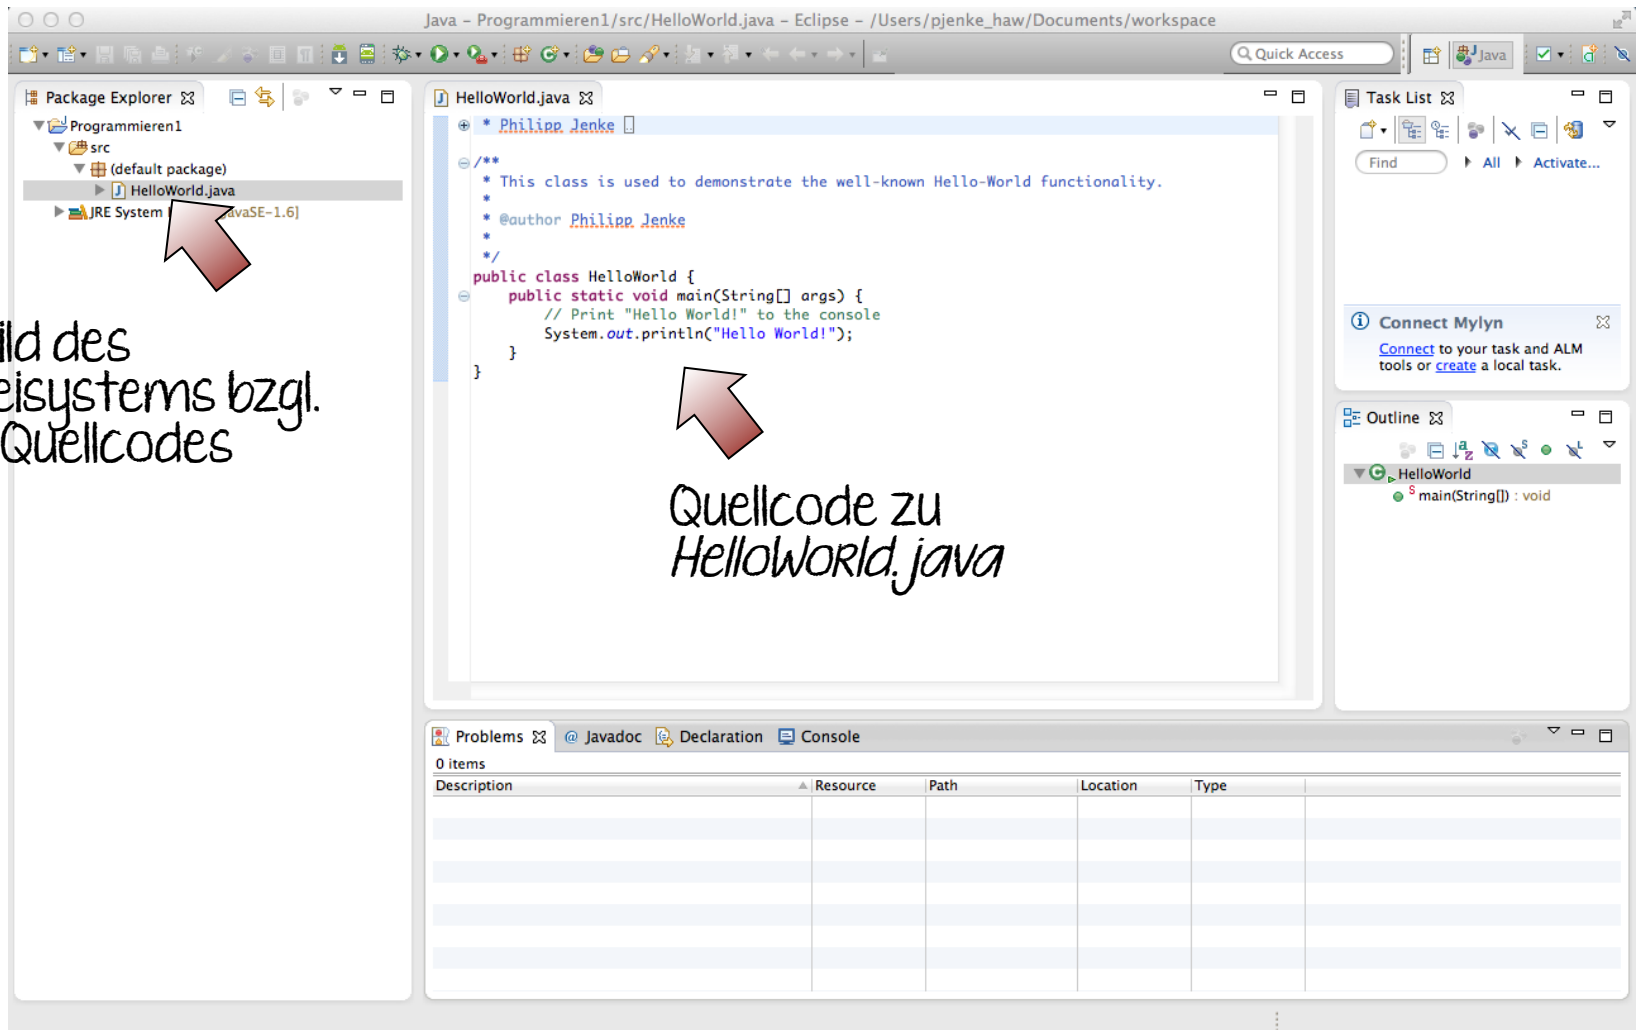 Java – Programmieren1/src/HelloWorld.java – Eclipse – /Users/pjenke_haw/Documents/workspace
Quick Access
Java
Package Explorer
Programmieren1
src
(default package)
HelloWorld.java
JRE System
avaSE-1.6]
ild des
eisystems bzgl.
Quellcodes
HelloWorld.java
* Philipp Jenke
/**
* This class is used to demonstrate the well-known Hello-World functionality.
*
* @author Philipp Jenke
*
*/
public class HelloWorld {
public static void main(String[] args) {
// Print "Hello World!" to the console
System.out.println("Hello World!");
}
}
Quellcode zu
HelloWorld.java
Task List
Find
All
Activate...
Connect Mylyn
Connect to your task and ALM
tools or create a local task.
Outline
HelloWorld
main(String[]) : void
Problems
@ Javadoc
Declaration
Console
0 items
Description
Resource
Path
Location
Type